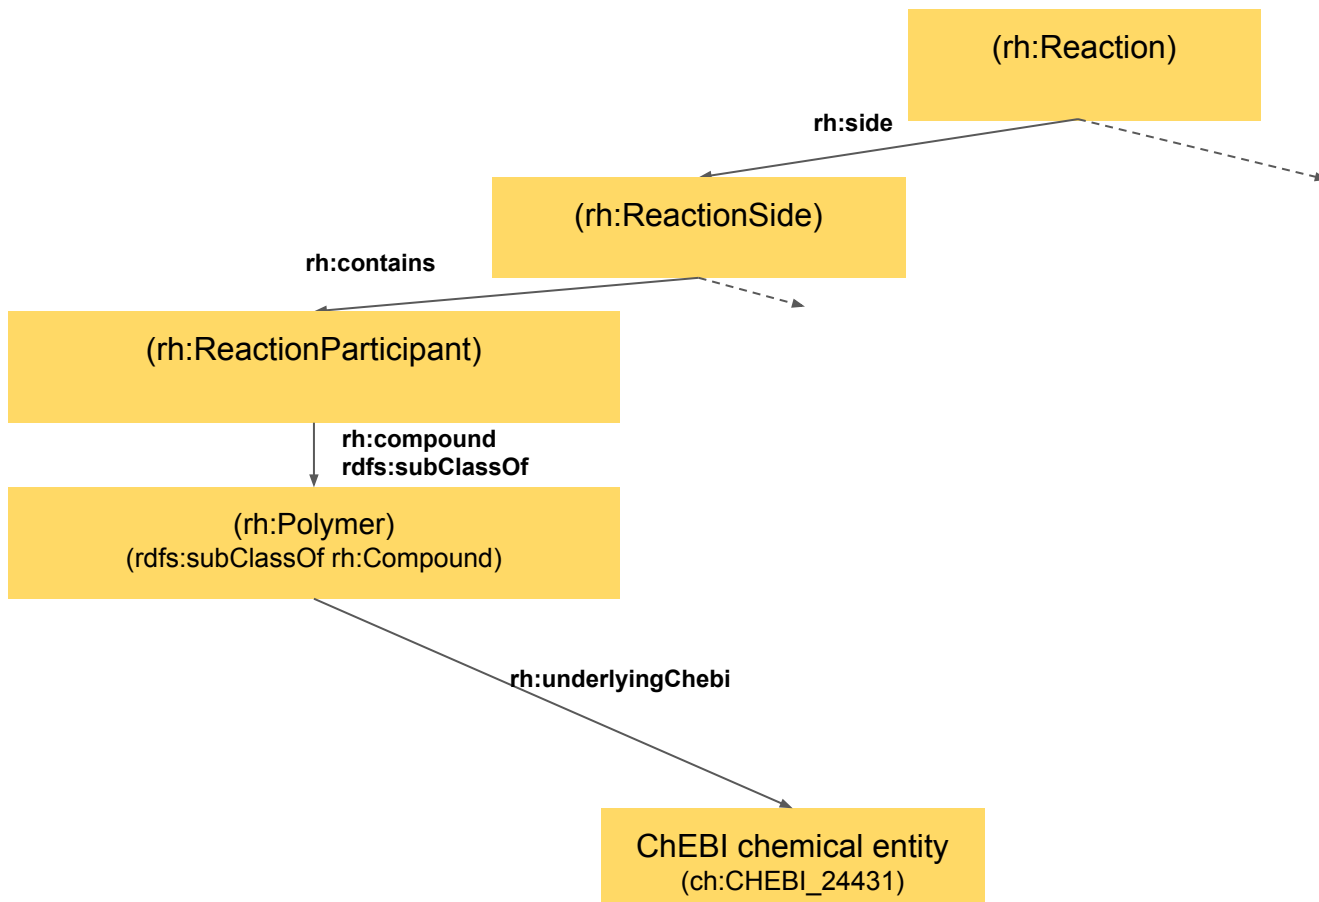 (rh:Reaction)
rh:side
(rh:ReactionSide)
rh:contains
(rh:ReactionParticipant)
rh:compound
rdfs:subClassOf
(rh:Polymer)
(rdfs:subClassOf rh:Compound)
rh:underlyingChebi
ChEBI chemical entity
(ch:CHEBI_24431)